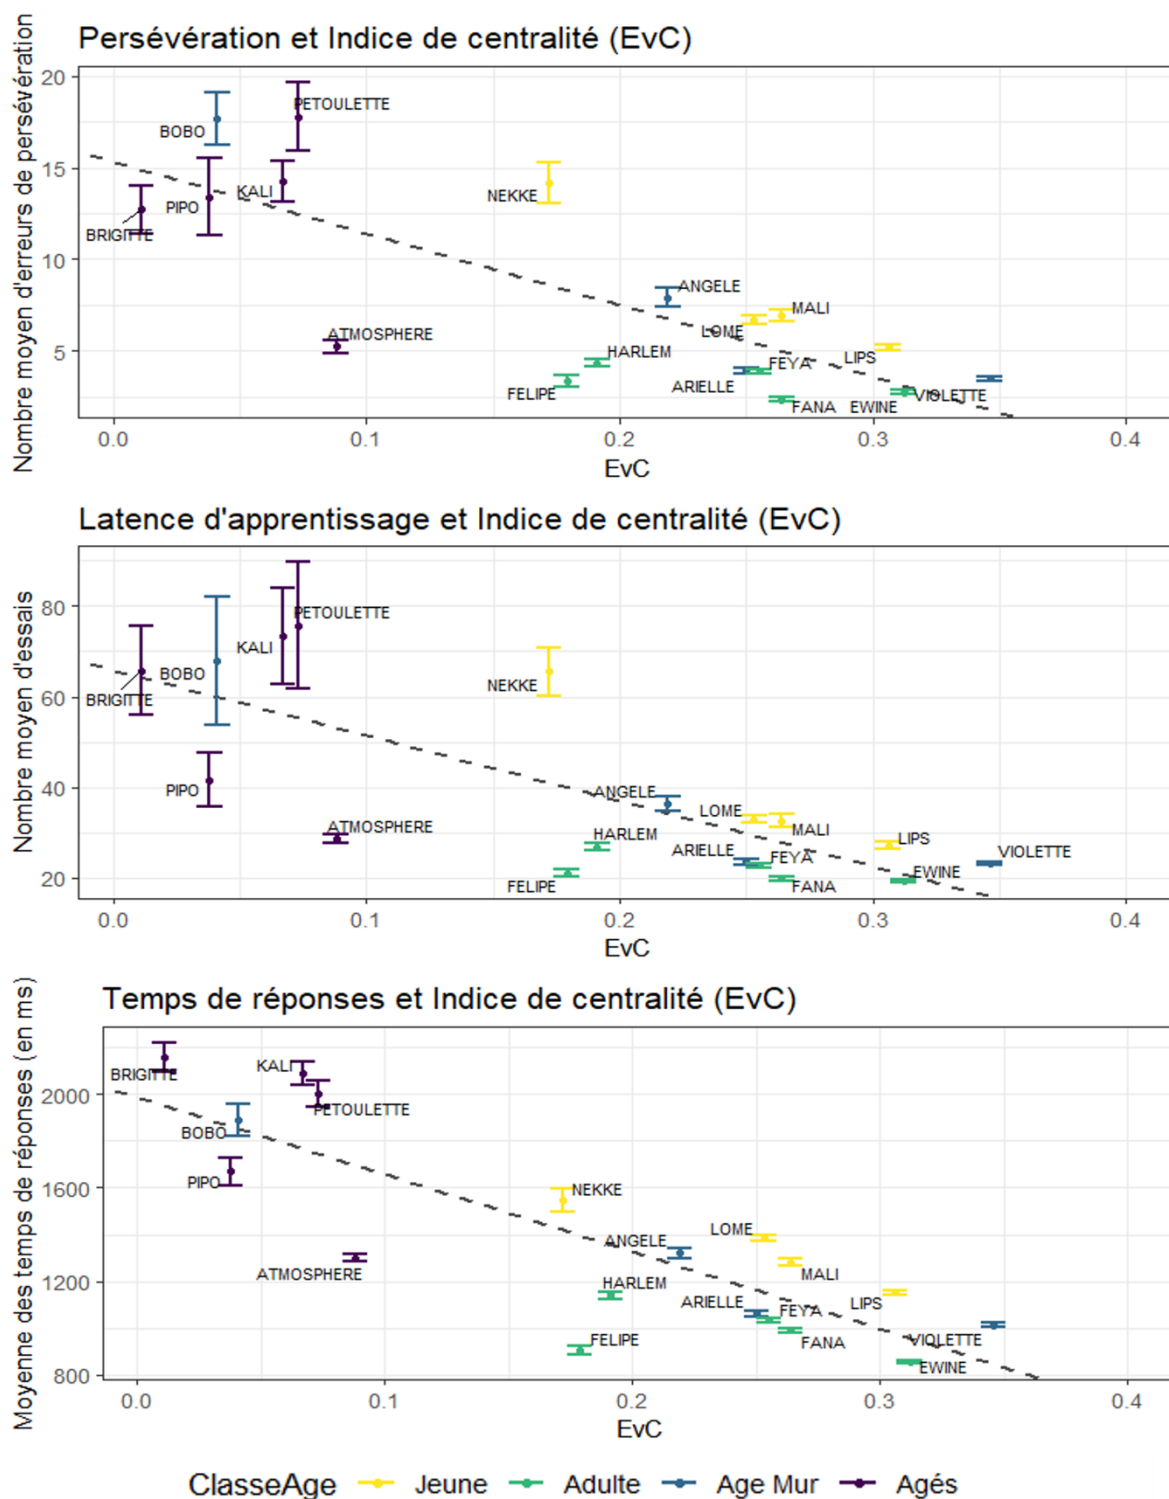 Persévération et Indice de centralité (EvC)
Nombre moyen d'erreurs de persévération
20
15
10
5
PETOULETTE
BOBO
KALI
NEKKE
PIPO
BRIGITTE
ANGELE
MALI
LOME
ATMOSPHERE
HARLEM
LIPS
FEYA
ARIELLE
FELIPE
VIOLETTE
FANA
EWINE
0.0
0.1
0.2
0.3
0.4
EvC
Latence d'apprentissage et Indice de centralité (EvC)
Nombre moyen d'essais
80
60
40
20
PETOULETTE
KALI
BOBO
NEKKE
BRIGITTE
PIPO
ANGELE
LOME
ATMOSPHERE
HARLEM
MALI
LIPS
ARIELLE
FEYA
VIOLETTE
EWINE
FELIPE
FANA
0.0
0.1
0.2
0.3
0.4
EvC
Temps de réponses et Indice de centralité (EvC)
Moyenne des temps de réponses (en ms)
2000
1600
1200
800
KALI
BRIGITTE
PETOULETTE
BOBO
PIPO
NEKKE
LOME
ANGELE
ATMOSPHERE
MALI
HARLEM
ARIELLE
LIPS
FEYA
FELIPE
FANA
VIOLETTE
EWINE
0.0
0.1
0.2
0.3
0.4
EvC
ClasseAge Jeune Adulte Age Mur Agés